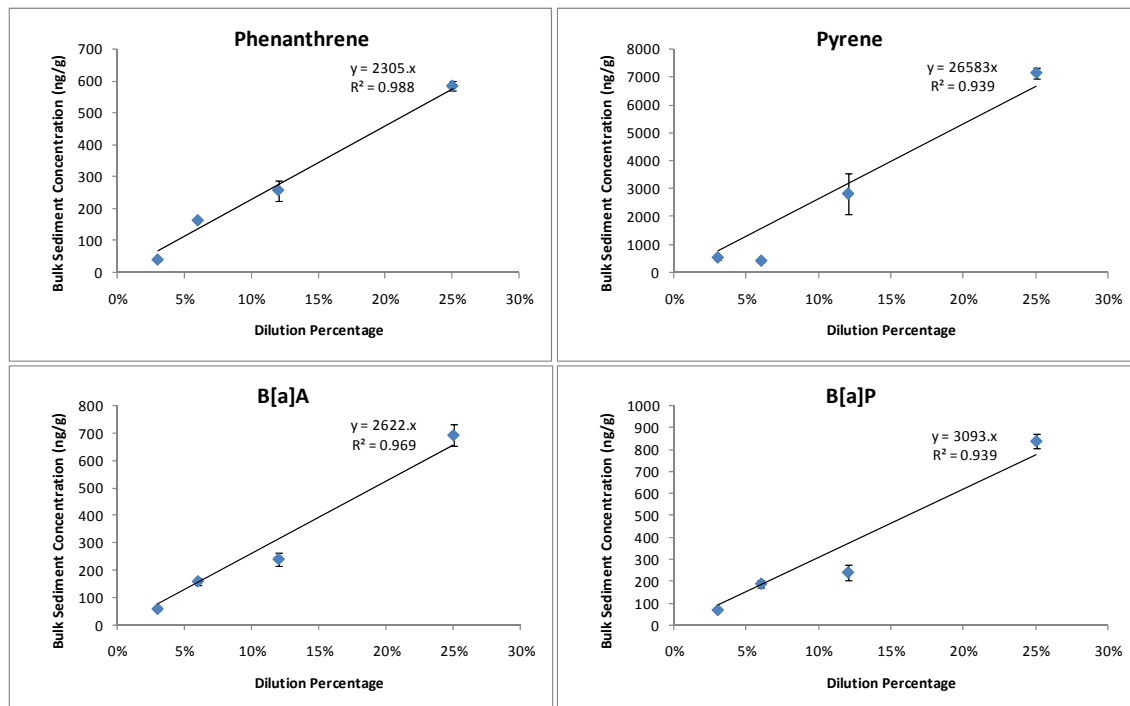 Phenanthrene
y = 2305.x
R² = 0.988
Bulk Sediment Concentration (ng/g)
700
600
500
400
300
200
100
0
0% 5% 10% 15% 20% 25% 30%
Dilution Percentage
Pyrene
y = 26583x
R² = 0.939
Bulk Sediment Concentration (ng/g)
8000
7000
6000
5000
4000
3000
2000
1000
0
0% 5% 10% 15% 20% 25% 30%
Dilution Percentage
B[a]A
y = 2622.x
R² = 0.969
Bulk Sediment Concentration (ng/g)
800
700
600
500
400
300
200
100
0
0% 5% 10% 15% 20% 25% 30%
Dilution Percentage
B[a]P
y = 3093.x
R² = 0.939
Bulk Sediment Concentration (ng/g)
1000
900
800
700
600
500
400
300
200
100
0
0% 5% 10% 15% 20% 25% 30%
Dilution Percentage